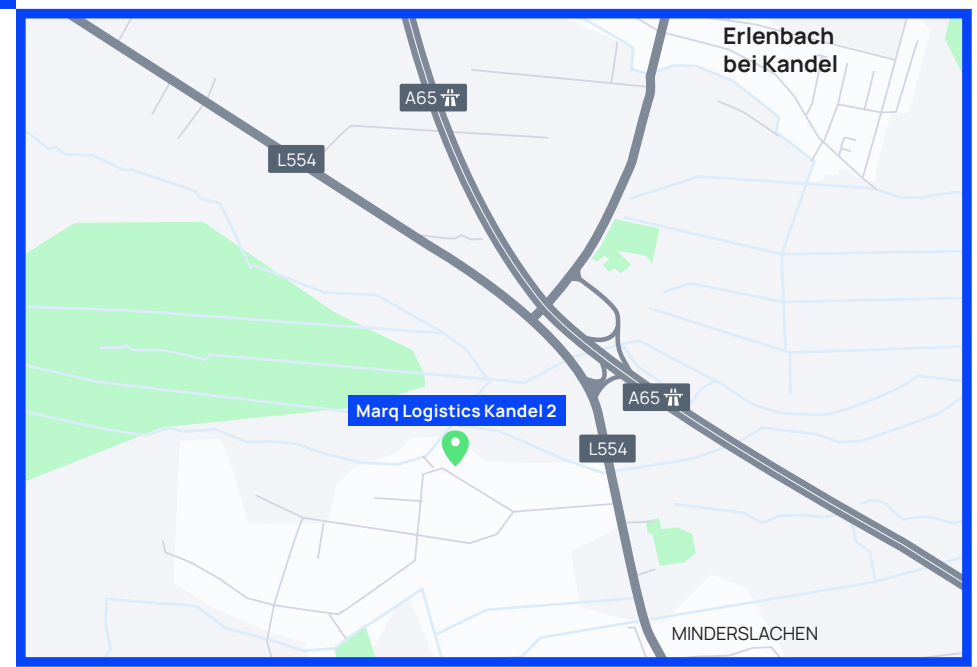 Erlenbach
bei Kandel
A65
L554
Marq Logistics Kandel 2
A65
L554
MINDERSLACHEN